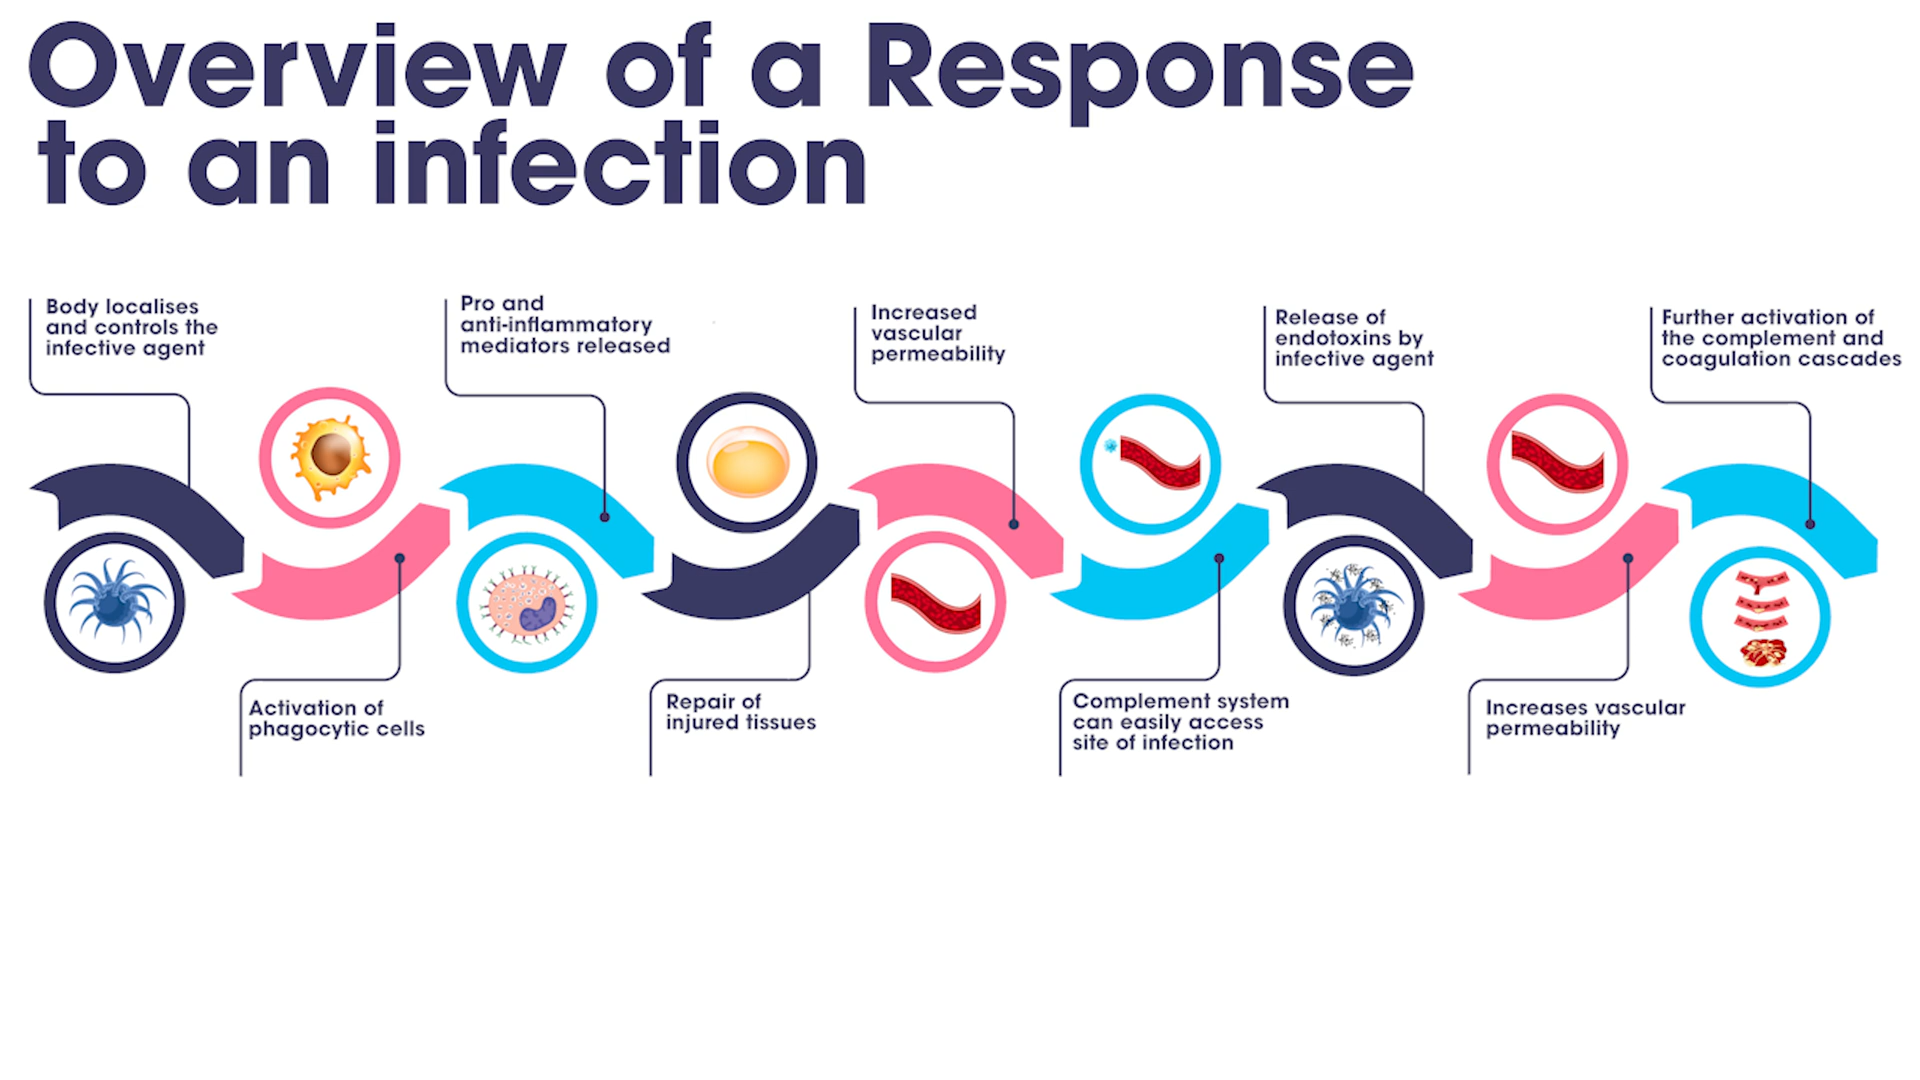 Overview of a Response
to an infection
Body localises
and controls the
infective agent
Activation of
phagocytic cells
Pro and
anti-inflammatory
mediators released
Repair of
injured tissues
Increased
vascular
permeability
Complement system
can easily access
site of infection
Release of
endotoxins by
infective agent
Increases vascular
permeability
Further activation of
the complement and
coagulation cascades